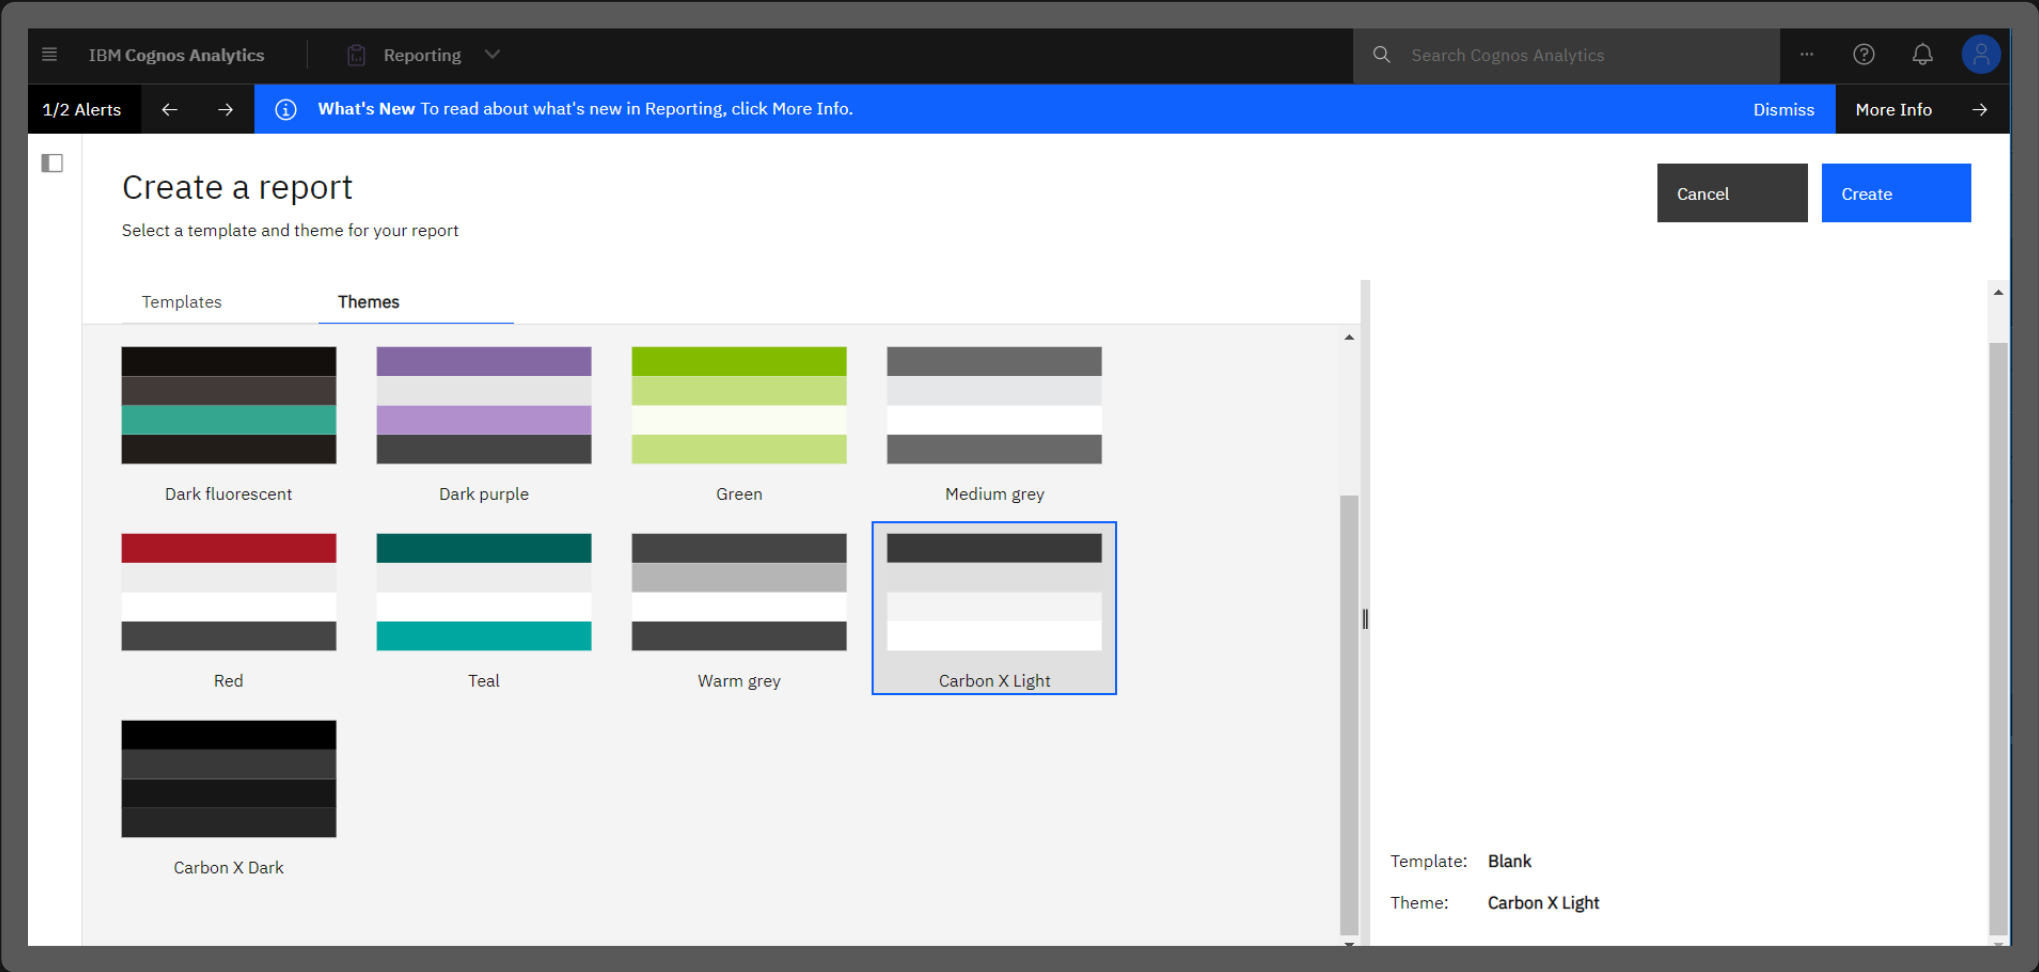 IBM Cognos Analytics
Reporting
Search Cognos Analytics
1/2 Alerts
What's New To read about what's new in Reporting, click More Info.
Dismiss
More Info
Create a report
Select a template and theme for your report
Cancel
Create
Templates
Themes
Dark fluorescent
Dark purple
Green
Medium grey
Red
Teal
Warm grey
Carbon X Light
Carbon X Dark
Template: Blank
Theme: Carbon X Light